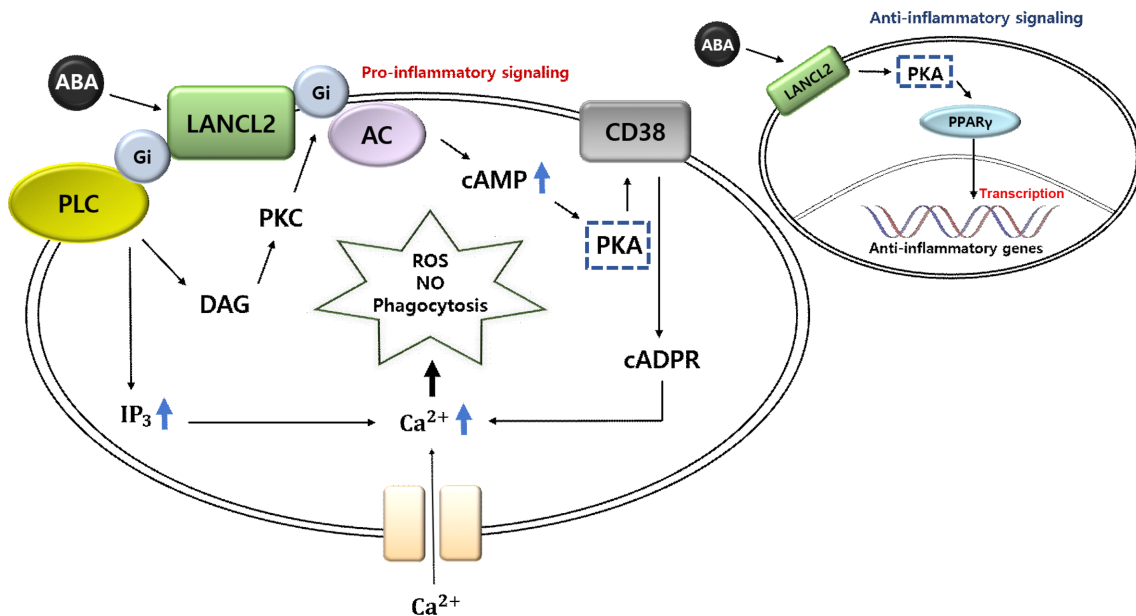 Anti-inflammatory signaling
ABA
LANCL2
PKA
PPARγ
Transcription
Anti-inflammatory genes
Pro-inflammatory signaling
ABA
LANCL2
Gi
Gi
AC
PLC
CD38
cAMP
PKC
PKA
DAG
ROS
NO
Phagocytosis
cADPR
IP₃
Ca²⁺
Ca²⁺